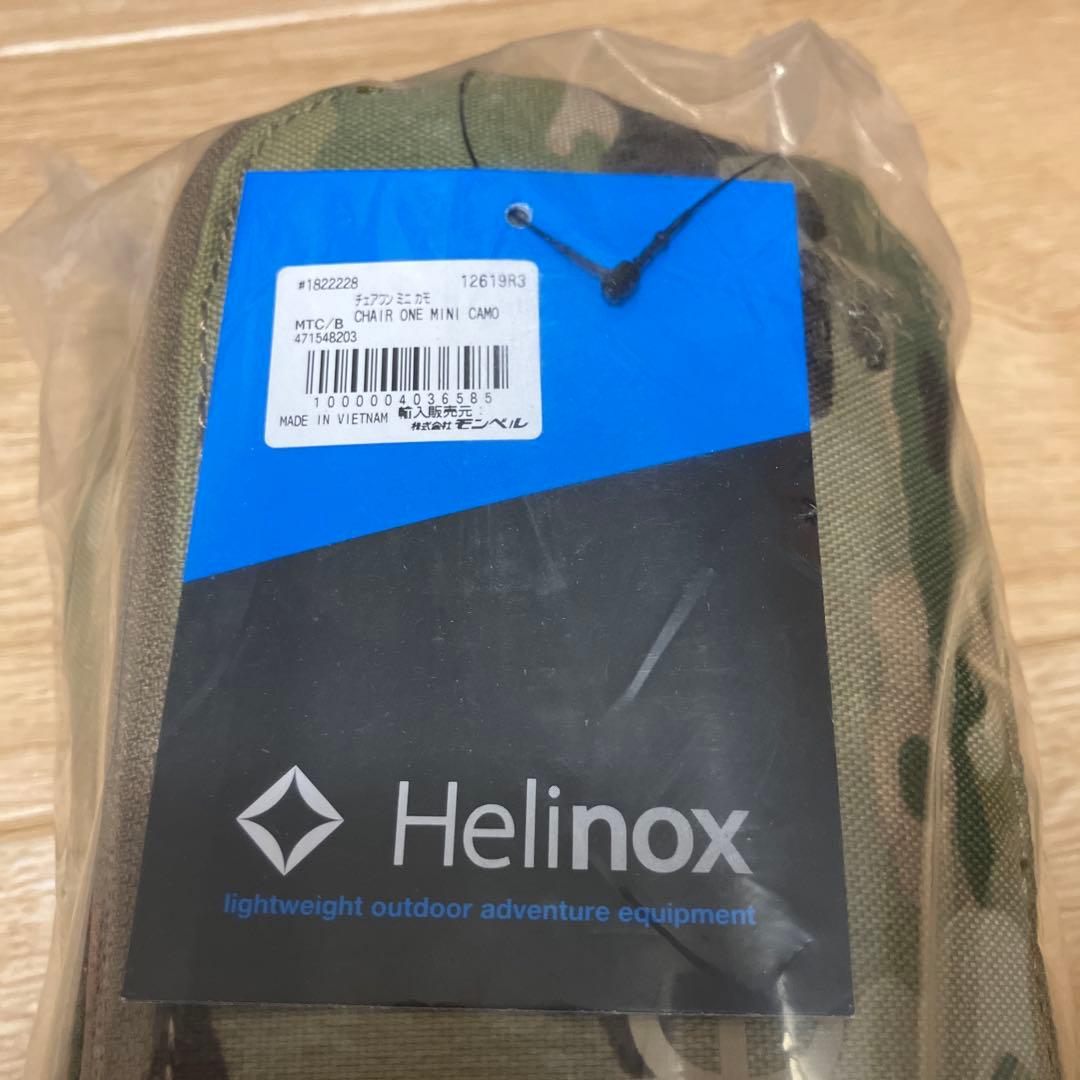 #1822228 12619R3
チェアワン ミニ カモ
CHAIR ONE MINI CAMO
MTC/B
471548203
1000004036585
MADE IN VIETNAM 輸入販売元:
株式会社 モンベル
Helinox
lightweight outdoor adventure equipment